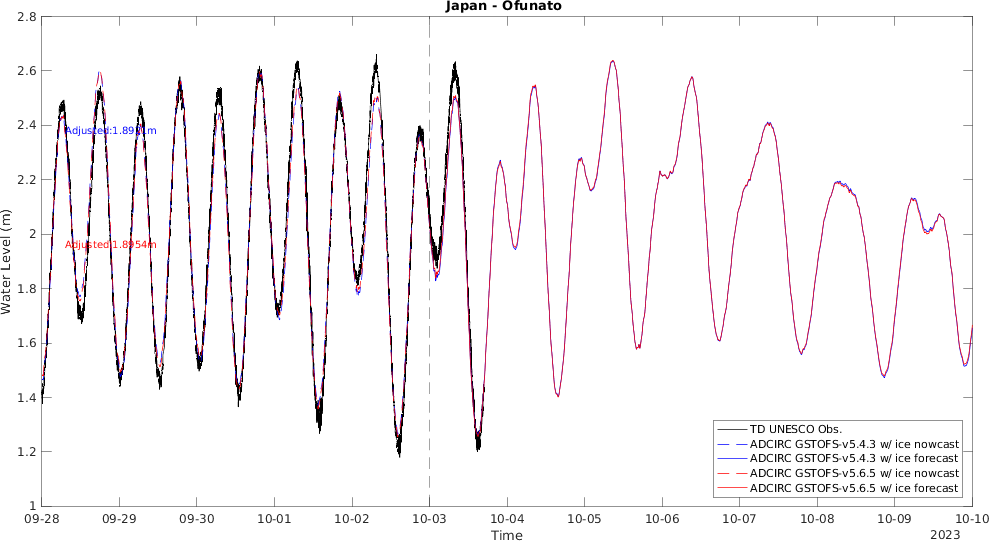 Japan - Ofunato
2.8
2.6
2.4
2.2
2
1.8
1.6
1.4
1.2
1
Water Level (m)
Adjusted:1.8921m
Adjusted:1.8954m
TD UNESCO Obs.
ADCIRC GSTOFS-v5.4.3 w/ ice nowcast
ADCIRC GSTOFS-v5.4.3 w/ ice forecast
ADCIRC GSTOFS-v5.6.5 w/ ice nowcast
ADCIRC GSTOFS-v5.6.5 w/ ice forecast
09-28 09-29 09-30 10-01 10-02 10-03 10-04 10-05 10-06 10-07 10-08 10-09 10-10
Time
2023